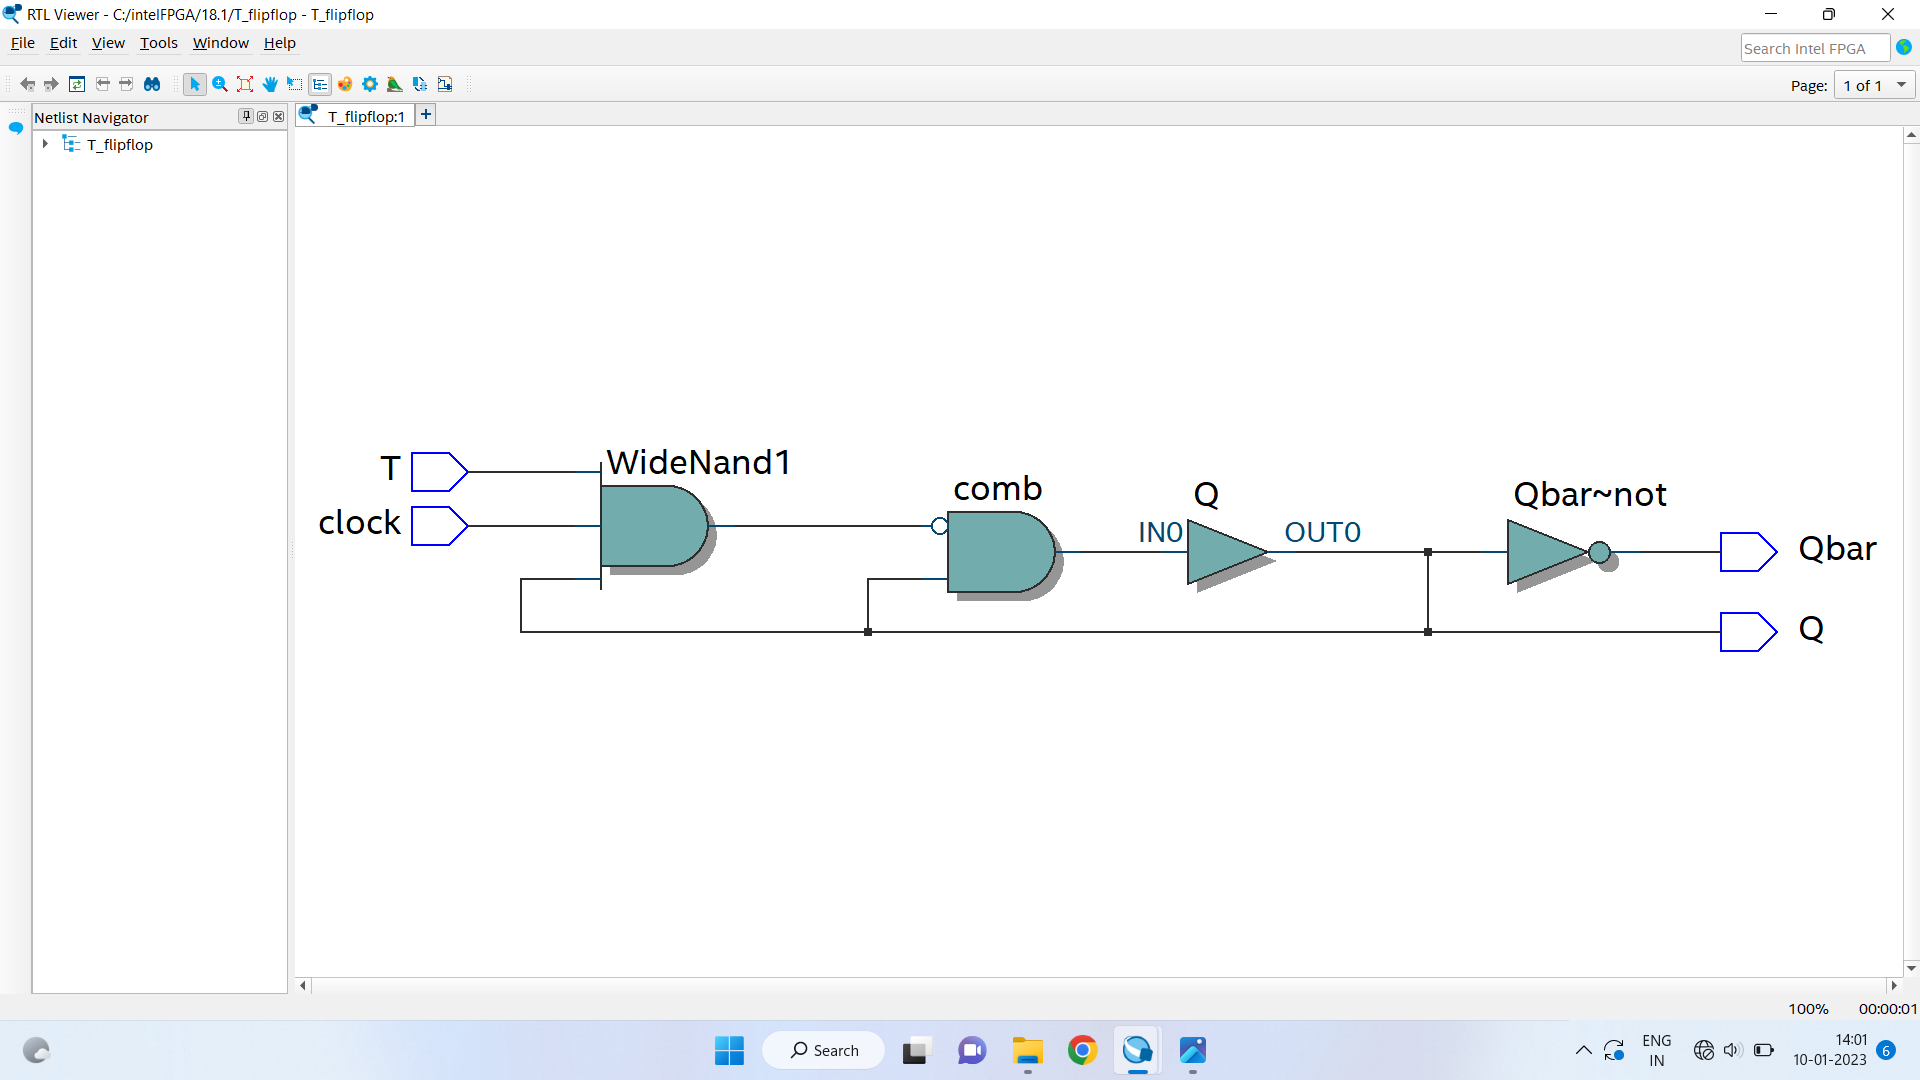 RTL Viewer - C:/intelFPGA/18.1/T_flipflop - T_flipflop
File Edit View Tools Window Help
Search Intel FPGA
Page: 1 of 1
Netlist Navigator
T_flipflop:1
+
T_flipflop
T
WideNand1
clock
comb
IN0
Q
OUT0
Qbar~not
Qbar
Q
100% 00:00:01
Search
ENG
IN
14:01
10-01-2023
6